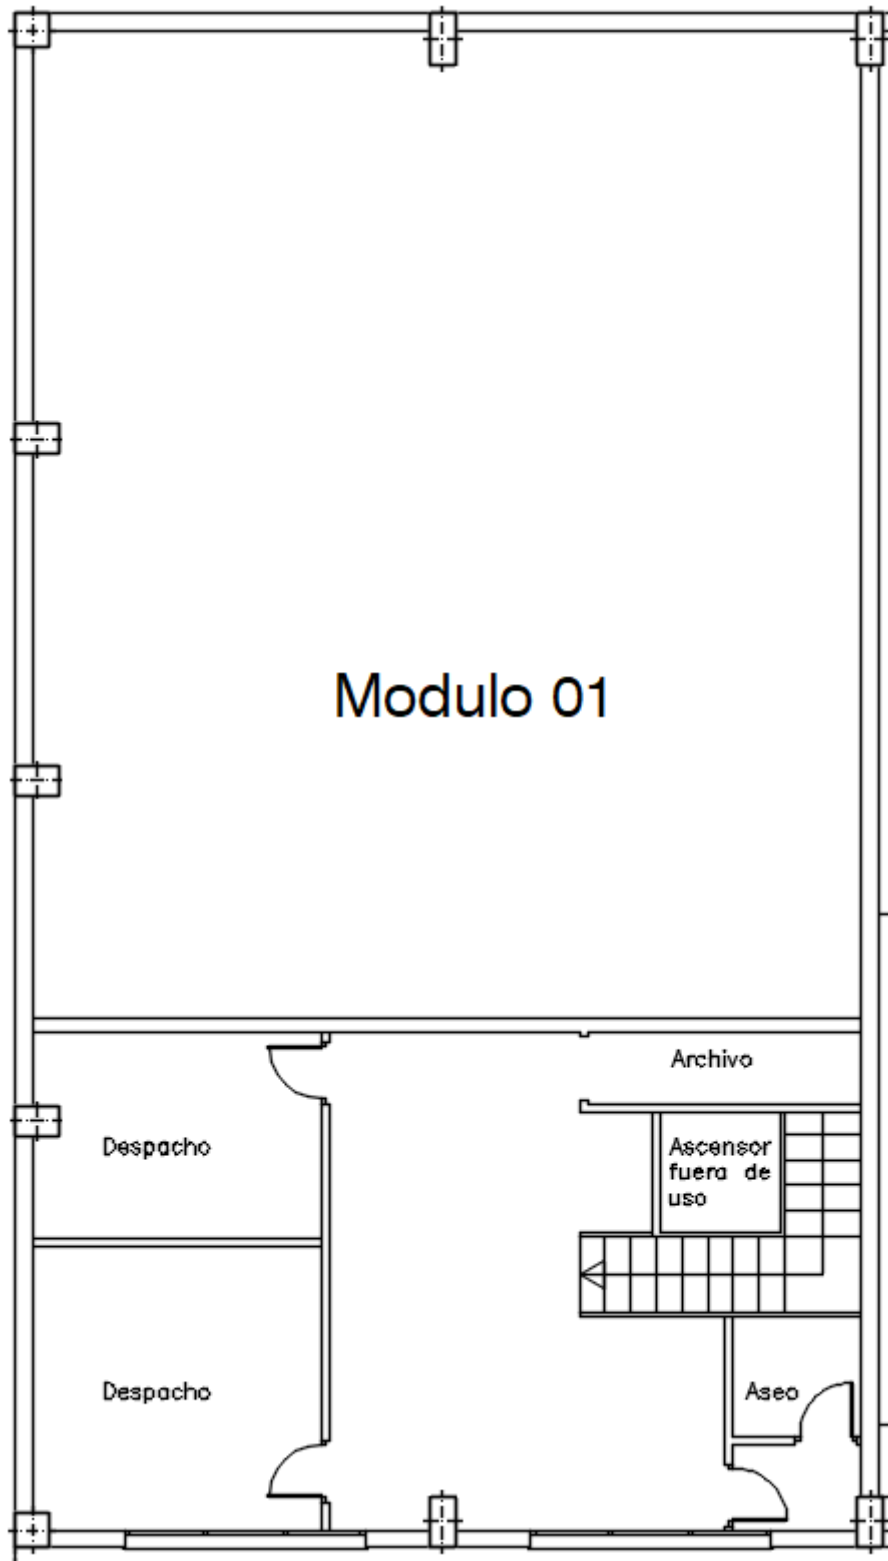 Modulo 01
Archivo
Despacho
Ascensor
fuera de
uso
Despacho
Aseo